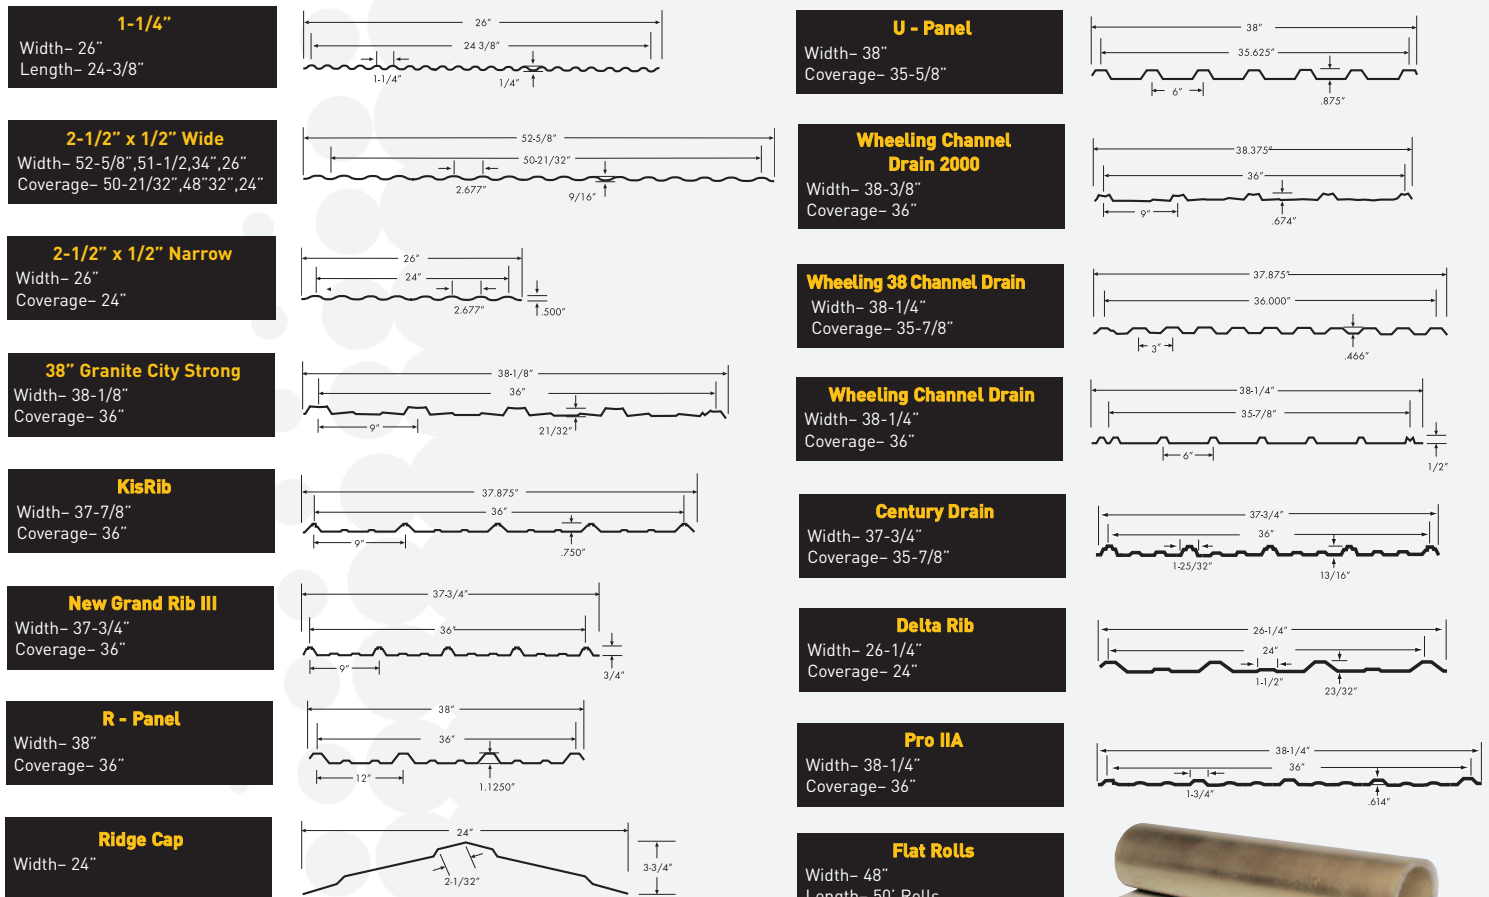 1-1/4”
Width– 26”
Length– 24-3/8”
26”
24 3/8”
1-1/4”
1/4”
2-1/2” x 1/2” Wide
Width– 52-5/8”,51-1/2,34”,26”
Coverage– 50-21/32”,48”32”,24”
52-5/8”
50-21/32”
2.677”
9/16”
2-1/2” x 1/2” Narrow
Width– 26”
Coverage– 24”
26”
24”
2.677”
.500”
38” Granite City Strong
Width– 38-1/8”
Coverage– 36”
38-1/8”
36”
9”
21/32”
KisRib
Width– 37-7/8”
Coverage– 36”
37.875”
36”
9”
.750”
New Grand Rib III
Width– 37-3/4”
Coverage– 36”
37-3/4”
36”
9”
3/4”
R - Panel
Width– 38”
Coverage– 36”
38”
36”
12”
1.1250”
Ridge Cap
Width– 24”
24”
2-1/32”
3-3/4”
U - Panel
Width– 38”
Coverage– 35-5/8”
38”
35.625”
6”
.875”
Wheeling Channel
Drain 2000
Width– 38-3/8”
Coverage– 36”
38.375”
36”
9”
.674”
Wheeling 38 Channel Drain
Width– 38-1/4”
Coverage– 35-7/8”
37.875”
36.000”
3”
.466”
Wheeling Channel Drain
Width– 38-1/4”
Coverage– 36”
38-1/4”
35-7/8”
6”
1/2”
Century Drain
Width– 37-3/4”
Coverage– 35-7/8”
37-3/4”
36”
1-25/32”
13/16”
Delta Rib
Width– 26-1/4”
Coverage– 24”
26-1/4”
24”
1-1/2”
23/32”
Pro IIA
Width– 38-1/4”
Coverage– 36”
38-1/4”
36”
1-3/4”
.614”
Flat Rolls
Width– 48”
Length– 50’ Rolls